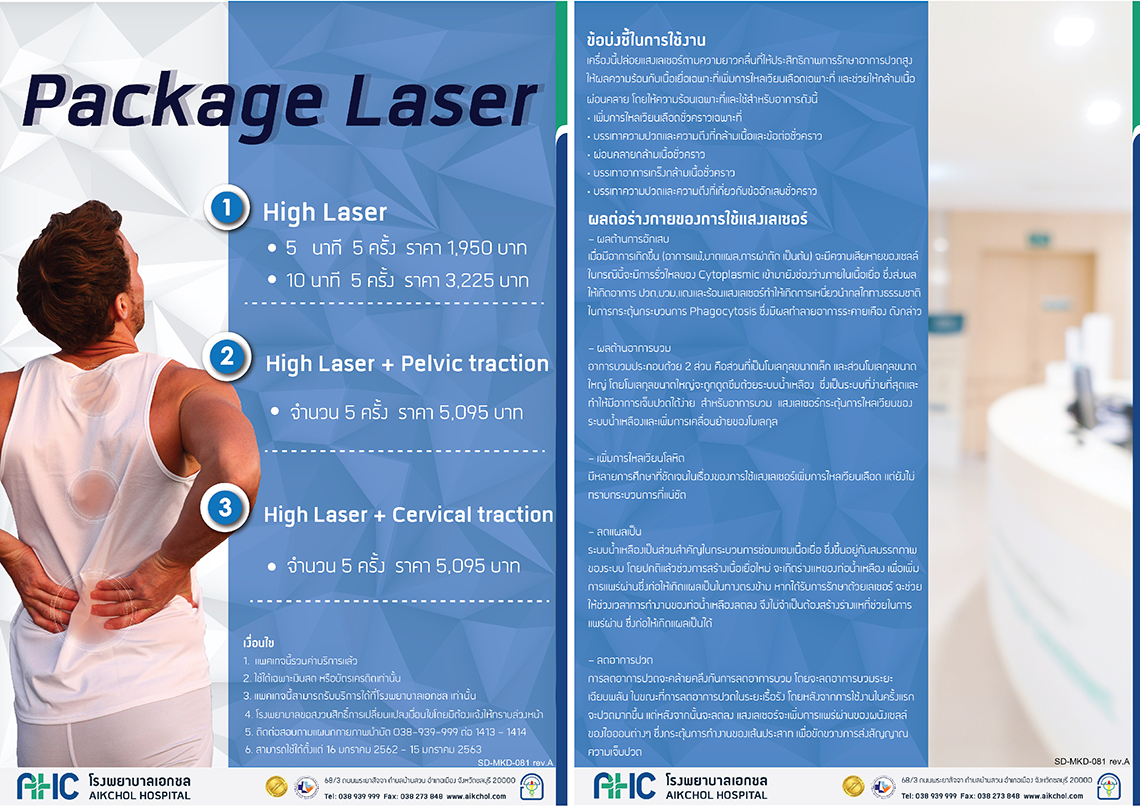 Package Laser
1
High Laser
• 5 นาที 5 ครั้ง ราคา 1,950 บาท
• 10 นาที 5 ครั้ง ราคา 3,225 บาท
2
High Laser + Pelvic traction
• จำนวน 5 ครั้ง ราคา 5,095 บาท
3
High Laser + Cervical traction
• จำนวน 5 ครั้ง ราคา 5,095 บาท
เงื่อนไข
1. แพคเกจนี้รวมค่าบริการแล้ว
2. ใช้ได้เฉพาะเงินสด หรือบัตรเครดิตเท่านั้น
3. แพคเกจนี้สามารถรับบริการได้ที่โรงพยาบาลเอกชล เท่านั้น
4. โรงพยาบาลของวนสิทธิ์การเปลี่ยนแปลงเงื่อนไขโดยมิต้องแจ้งให้ทราบล่วงหน้า
5. ติดต่อสอบถามแผนกกายภาพบำบัด 038-939-999 ต่อ 1413 - 1414
6. สามารถใช้ได้ตั้งแต่ 16 มกราคม 2562 - 15 มกราคม 2563
SD-MKD-081 rev.A
AHC โรงพยาบาลเอกชล
AIKCHOL HOSPITAL
68/3 ถนนพระยาสัจจา ตำบลบ้านสวน อำเภอเมือง จังหวัดชลบุรี 20000
Tel: 038 939 999 Fax: 038 273 848 www.aikchol.com
ข้อบ่งชี้ในการใช้งาน
เครื่องนี้ปล่อยแสงเลเซอร์ตามความยาวคลื่นที่ให้ประสิทธิภาพการรักษาอาการปวดสูง
ให้ผลความร้อนกับเนื้อเยื่อเฉพาะที่เพิ่มการไหลเวียนเลือดเฉพาะที่ และช่วยให้กล้ามเนื้อ
ผ่อนคลาย โดยให้ความร้อนเฉพาะที่และใช้สำหรับอาการดังนี้
• เพิ่มการไหลเวียนเลือดชั่วคราวเฉพาะที่
• บรรเทาความปวดและความตึงที่กล้ามเนื้อและข้อต่อชั่วคราว
• ผ่อนคลายกล้ามเนื้อชั่วคราว
• บรรเทาอาการเกร็งกล้ามเนื้อชั่วคราว
• บรรเทาความปวดและความตึงที่เกี่ยวกับข้ออักเสบชั่วคราว
ผลต่อร่างกายของการใช้แสงเลเซอร์
– ผลต้านการอักเสบ
เมื่อมีอาการเกิดขึ้น (อาการแพ้,บาดแผล,การผ่าตัด เป็นต้น) จะมีความเสียหายของเซลล์
ในกรณีนี้จะมีการรั่วไหลของ Cytoplasmic เข้ามายังช่องว่างภายในเนื้อเยื่อ ซึ่งส่งผล
ให้เกิดอาการ ปวด,บวม,แดงและร้อนแสงเลเซอร์ทำให้เกิดการเหนี่ยวนำกลไกทางธรรมชาติ
ในการกระตุ้นกระบวนการ Phagocytosis ซึ่งมีผลทำลายอาการระคายเคือง ดังกล่าว
– ผลต้านอาการบวม
อาการบวมประกอบด้วย 2 ส่วน คือส่วนที่เป็นโมเลกุลขนาดเล็ก และส่วนโมเลกุลขนาด
ใหญ่ โดยโมเลกุลขนาดใหญ่จะถูกดูดซึมด้วยระบบน้ำเหลือง ซึ่งเป็นระบบที่ง่ายที่สุดและ
ทำให้มีอาการเจ็บปวดได้ง่าย สำหรับอาการบวม แสงเลเซอร์กระตุ้นการไหลเวียนของ
ระบบน้ำเหลืองและเพิ่มการเคลื่อนย้ายของโมเลกุล
– เพิ่มการไหลเวียนโลหิต
มีหลายการศึกษาที่ชัดเจนในเรื่องของการใช้แสงเลเซอร์เพิ่มการไหลเวียนเลือด แต่ยังไม่
ทราบกระบวนการที่แน่ชัด
– ลดแผลเป็น
ระบบน้ำเหลืองเป็นส่วนสำคัญในกระบวนการซ่อมแซมเนื้อเยื่อ ซึ่งขึ้นอยู่กับสมรรถภาพ
ของระบบ โดยปกติแล้วช่วงการสร้างเนื้อเยื่อใหม่ จะเกิดร่างแหของท่อน้ำเหลือง เพื่อเพิ่ม
การแพร่ผ่านซึ่งก่อให้เกิดแผลเป็นในทางตรงข้าม หากได้รับการรักษาด้วยเลเซอร์ จะช่วย
ให้ช่วงเวลาการทำงานของท่อน้ำเหลืองลดลง จึงไม่จำเป็นต้องสร้างร่างแหที่ช่วยในการ
แพร่ผ่าน ซึ่งก่อให้เกิดแผลเป็นได้
– ลดอาการปวด
การลดอาการปวดจะคล้ายคลึงกับการลดอาการบวม โดยจะลดอาการบวมระยะ
เฉียบพลัน ในขณะที่การลดอาการปวดในระยะเรื้อรัง โดยหลังจากการใช้งานในครั้งแรก
จะปวดมากขึ้น แต่หลังจากนั้นจะลดลง แสงเลเซอร์จะเพิ่มการแพร่ผ่านของผนังเซลล์
ของไอออนต่างๆ ซึ่งกระตุ้นการทำงานของเส้นประสาท เพื่อขัดขวางการส่งสัญญาณ
ความเจ็บปวด
SD-MKD-081 rev.A
AHC โรงพยาบาลเอกชล
AIKCHOL HOSPITAL
68/3 ถนนพระยาสัจจา ตำบลบ้านสวน อำเภอเมือง จังหวัดชลบุรี 20000
Tel: 038 939 999 Fax: 038 273 848 www.aikchol.com